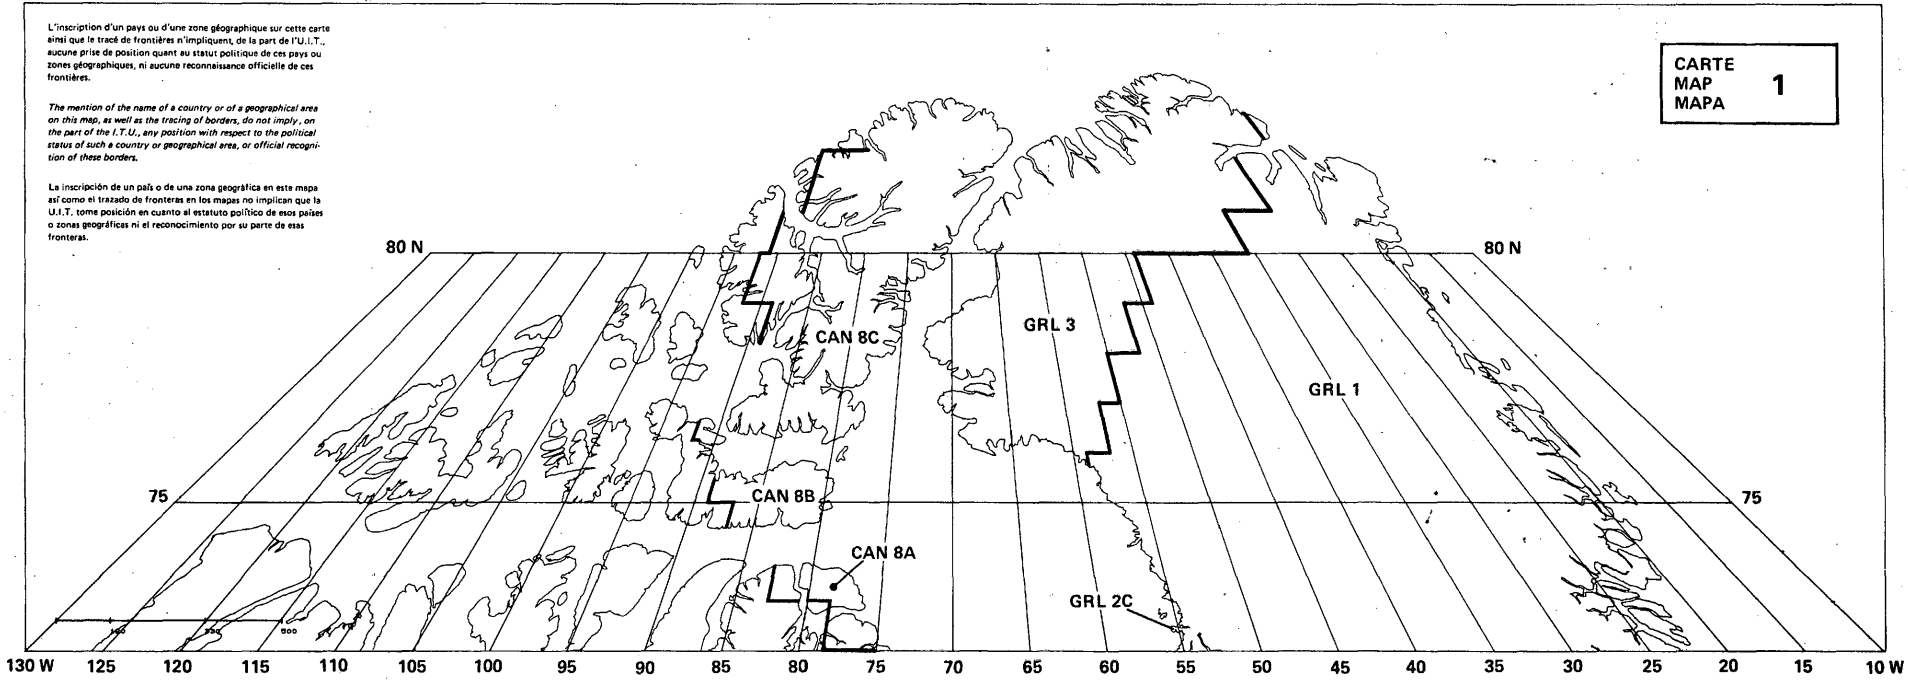 L'inscription d'un pays ou d'une zone géographique sur cette carte
ainsi que le tracé de frontières n'impliquent, de la part de l'U.I.T.,
aucune prise de position quant au statut politique de ces pays ou
zones géographiques, ni aucune reconnaissance officielle de ces
frontières.
The mention of the name of a country or of a geographical area
on this map, as well as the tracing of borders, do not imply, on
the part of the I.T.U., any position with respect to the political
status of such a country or geographical area, or official recogni-
tion of these borders.
La inscripción de un país o de una zona geográfica en este mapa
así como el trazado de fronteras en los mapas no implican que la
U.I.T. tome posición en cuanto al estatuto político de esos países
o zonas geográficas ni el reconocimiento por su parte de esas
fronteras.
CARTE
MAP 1
MAPA
80 N 80 N
CAN 8C
GRL 3
GRL 1
75 75
CAN 8B
CAN 8A
GRL 2C
130 W 125 120 115 110 105 100 95 90 85 80 75 70 65 60 55 50 45 40 35 30 25 20 15 10 W